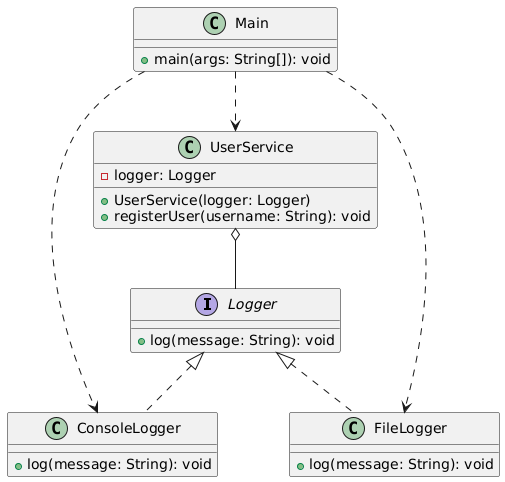 C Main
main(args: String[]): void
C UserService
logger: Logger
UserService(logger: Logger)
registerUser(username: String): void
I Logger
log(message: String): void
C ConsoleLogger
log(message: String): void
C FileLogger
log(message: String): void